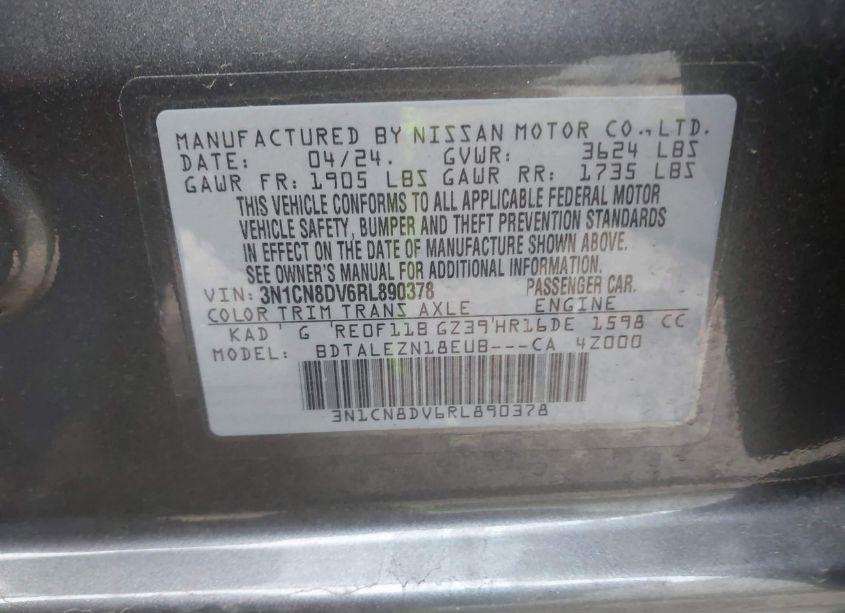 MANUFACTURED BY NISSAN MOTOR CO.,LTD.
DATE: 04/24. GVWR: 3624 LBS
GAWR FR: 1905 LBS GAWR RR: 1735 LBS
THIS VEHICLE CONFORMS TO ALL APPLICABLE FEDERAL MOTOR
VEHICLE SAFETY, BUMPER AND THEFT PREVENTION STANDARDS
IN EFFECT ON THE DATE OF MANUFACTURE SHOWN ABOVE.
SEE OWNER'S MANUAL FOR ADDITIONAL INFORMATION.
VIN: 3N1CN8DV6RL890378 PASSENGER CAR.
COLOR TRIM TRANS AXLE ENGINE
KAD G RE0F11B GZ39 HR16DE 1598 CC
MODEL: BDTALEZN18EUB---CA 4Z000
3N1CN8DV6RL890378